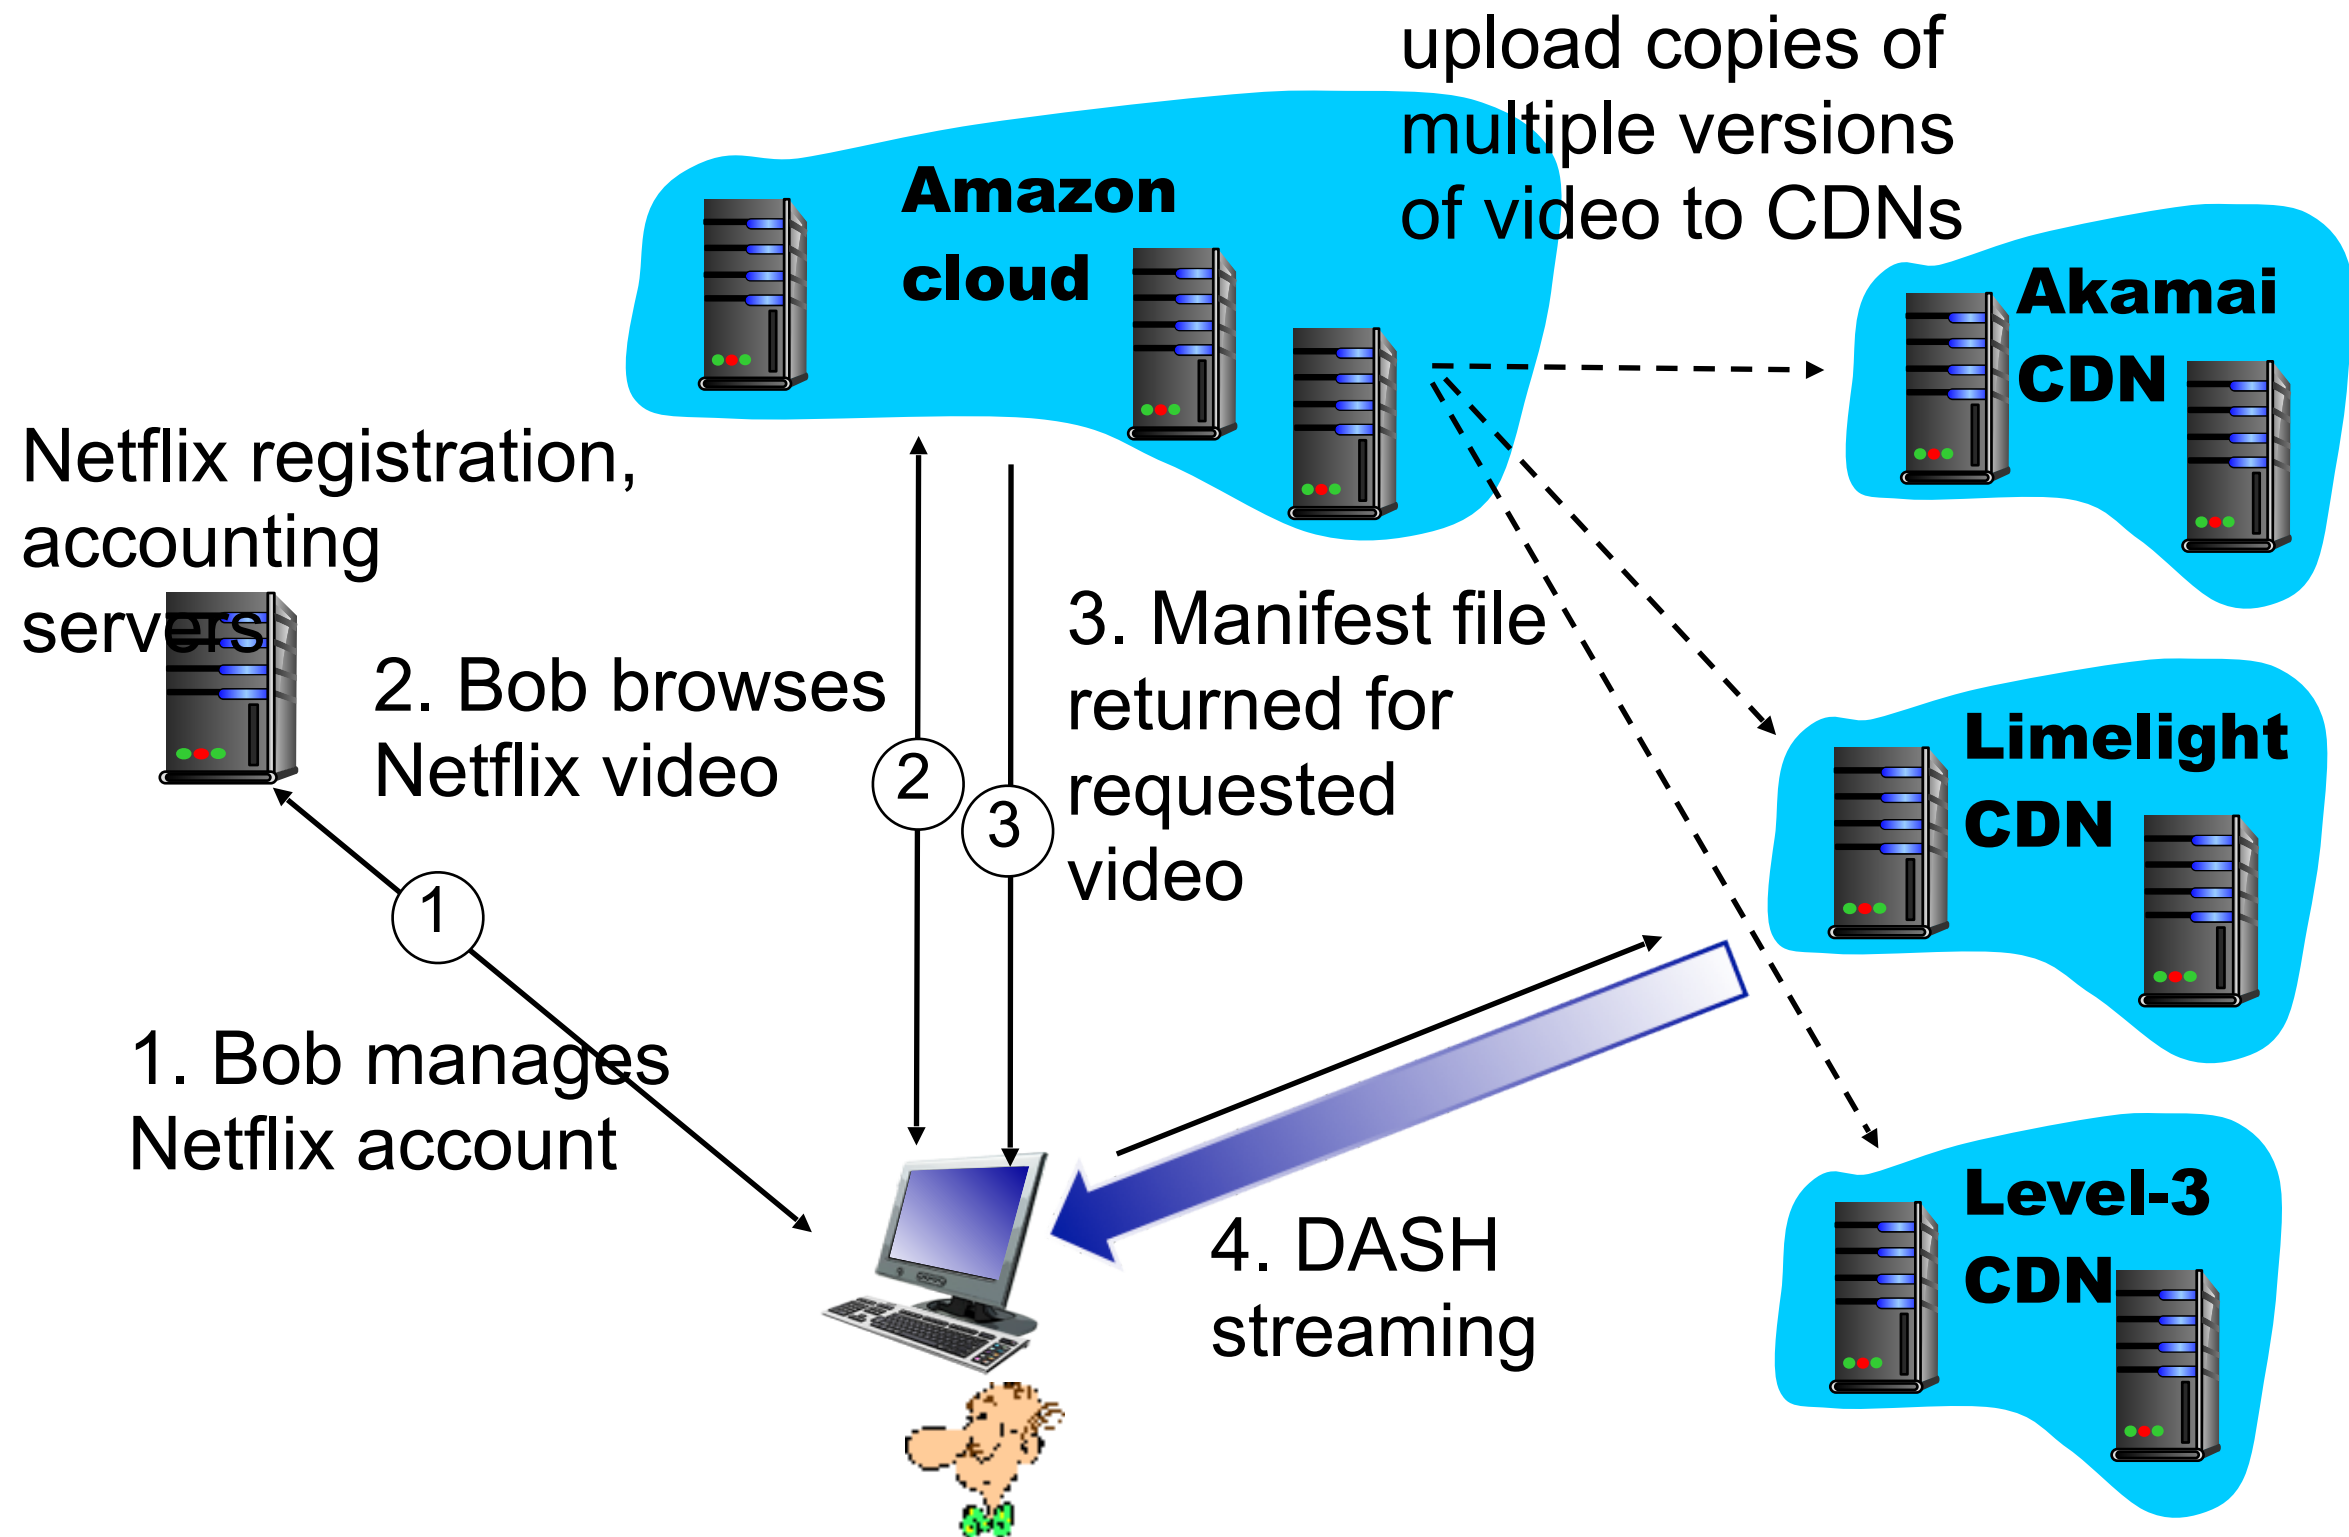 upload copies of
multiple versions
of video to CDNs
Amazon
cloud
Akamai
CDN
Netflix registration,
accounting
servers
2. Bob browses
Netflix video
3. Manifest file
returned for
requested
video
2
3
1
Limelight
CDN
1. Bob manages
Netflix account
4. DASH
streaming
Level-3
CDN